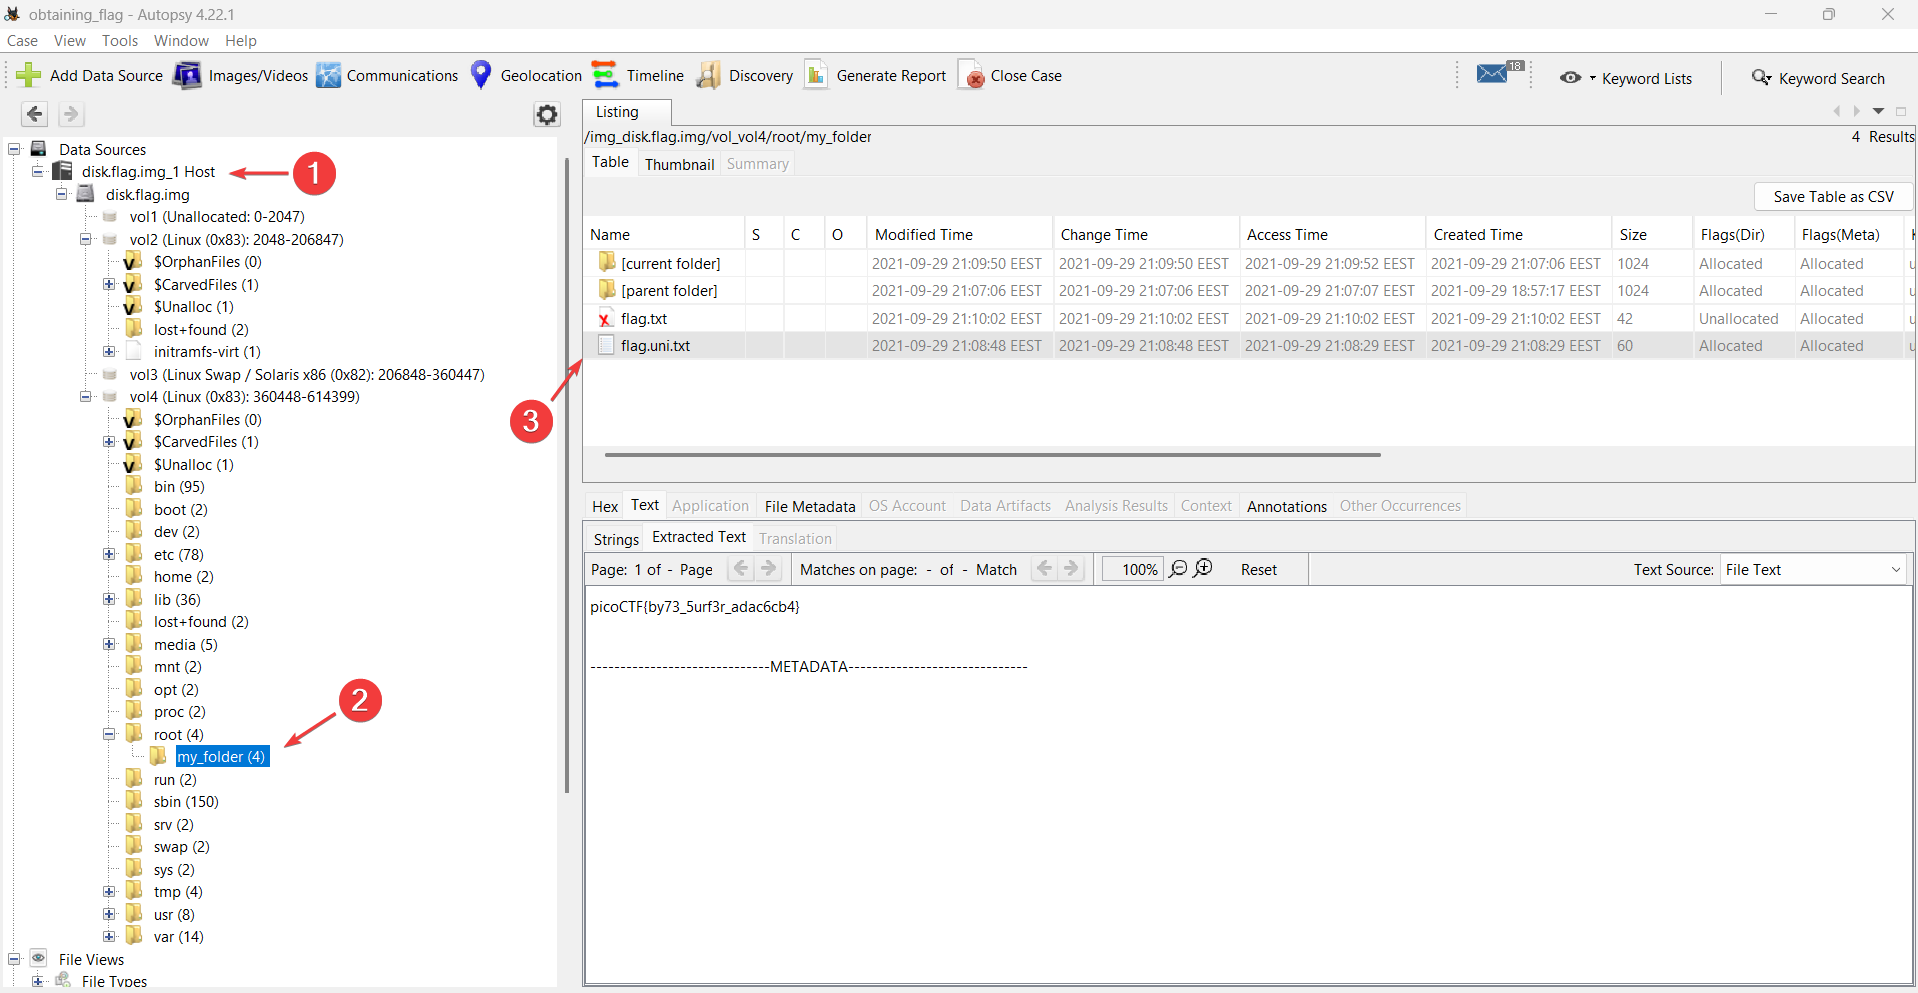 obtaining_flag - Autopsy 4.22.1
Case View Tools Window Help
Add Data Source Images/Videos Communications Geolocation Timeline Discovery Generate Report Close Case 18 Keyword Lists Keyword Search
Data Sources
disk.flag.img_1 Host
1
disk.flag.img
vol1 (Unallocated: 0-2047)
vol2 (Linux (0x83): 2048-206847)
$OrphanFiles (0)
$CarvedFiles (1)
$Unalloc (1)
lost+found (2)
initramfs-virt (1)
vol3 (Linux Swap / Solaris x86 (0x82): 206848-360447)
vol4 (Linux (0x83): 360448-614399)
$OrphanFiles (0)
$CarvedFiles (1)
$Unalloc (1)
bin (95)
boot (2)
dev (2)
etc (78)
home (2)
lib (36)
lost+found (2)
media (5)
mnt (2)
opt (2)
proc (2)
root (4)
2
my_folder (4)
run (2)
sbin (150)
srv (2)
swap (2)
sys (2)
tmp (4)
usr (8)
var (14)
File Views
File Types
Listing
/img_disk.flag.img/vol_vol4/root/my_folder
4 Results
Table Thumbnail Summary
Save Table as CSV
Name S C O Modified Time Change Time Access Time Created Time Size Flags(Dir) Flags(Meta)
[current folder] 2021-09-29 21:09:50 EEST 2021-09-29 21:09:50 EEST 2021-09-29 21:09:52 EEST 2021-09-29 21:07:06 EEST 1024 Allocated Allocated
[parent folder] 2021-09-29 21:07:06 EEST 2021-09-29 21:07:06 EEST 2021-09-29 21:07:07 EEST 2021-09-29 18:57:17 EEST 1024 Allocated Allocated
flag.txt 2021-09-29 21:10:02 EEST 2021-09-29 21:10:02 EEST 2021-09-29 21:10:02 EEST 2021-09-29 21:10:02 EEST 42 Unallocated Allocated
flag.uni.txt 2021-09-29 21:08:48 EEST 2021-09-29 21:08:48 EEST 2021-09-29 21:08:29 EEST 2021-09-29 21:08:29 EEST 60 Allocated Allocated
3
Hex Text Application File Metadata OS Account Data Artifacts Analysis Results Context Annotations Other Occurrences
Strings Extracted Text Translation
Page: 1 of - Page Matches on page: - of - Match 100% Reset Text Source: File Text
picoCTF{by73_5urf3r_adac6cb4}
------------------------------METADATA------------------------------